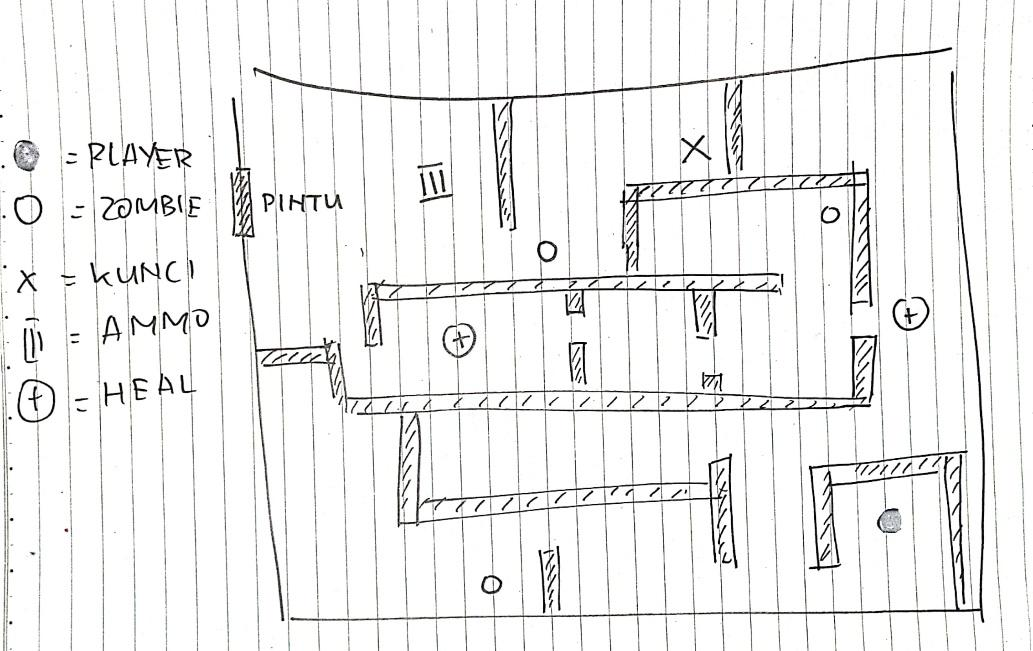 = PLAYER
= ZOMBIE
X = KUNCI
= AMMO
+ = HEAL
PINTU
X
+
+